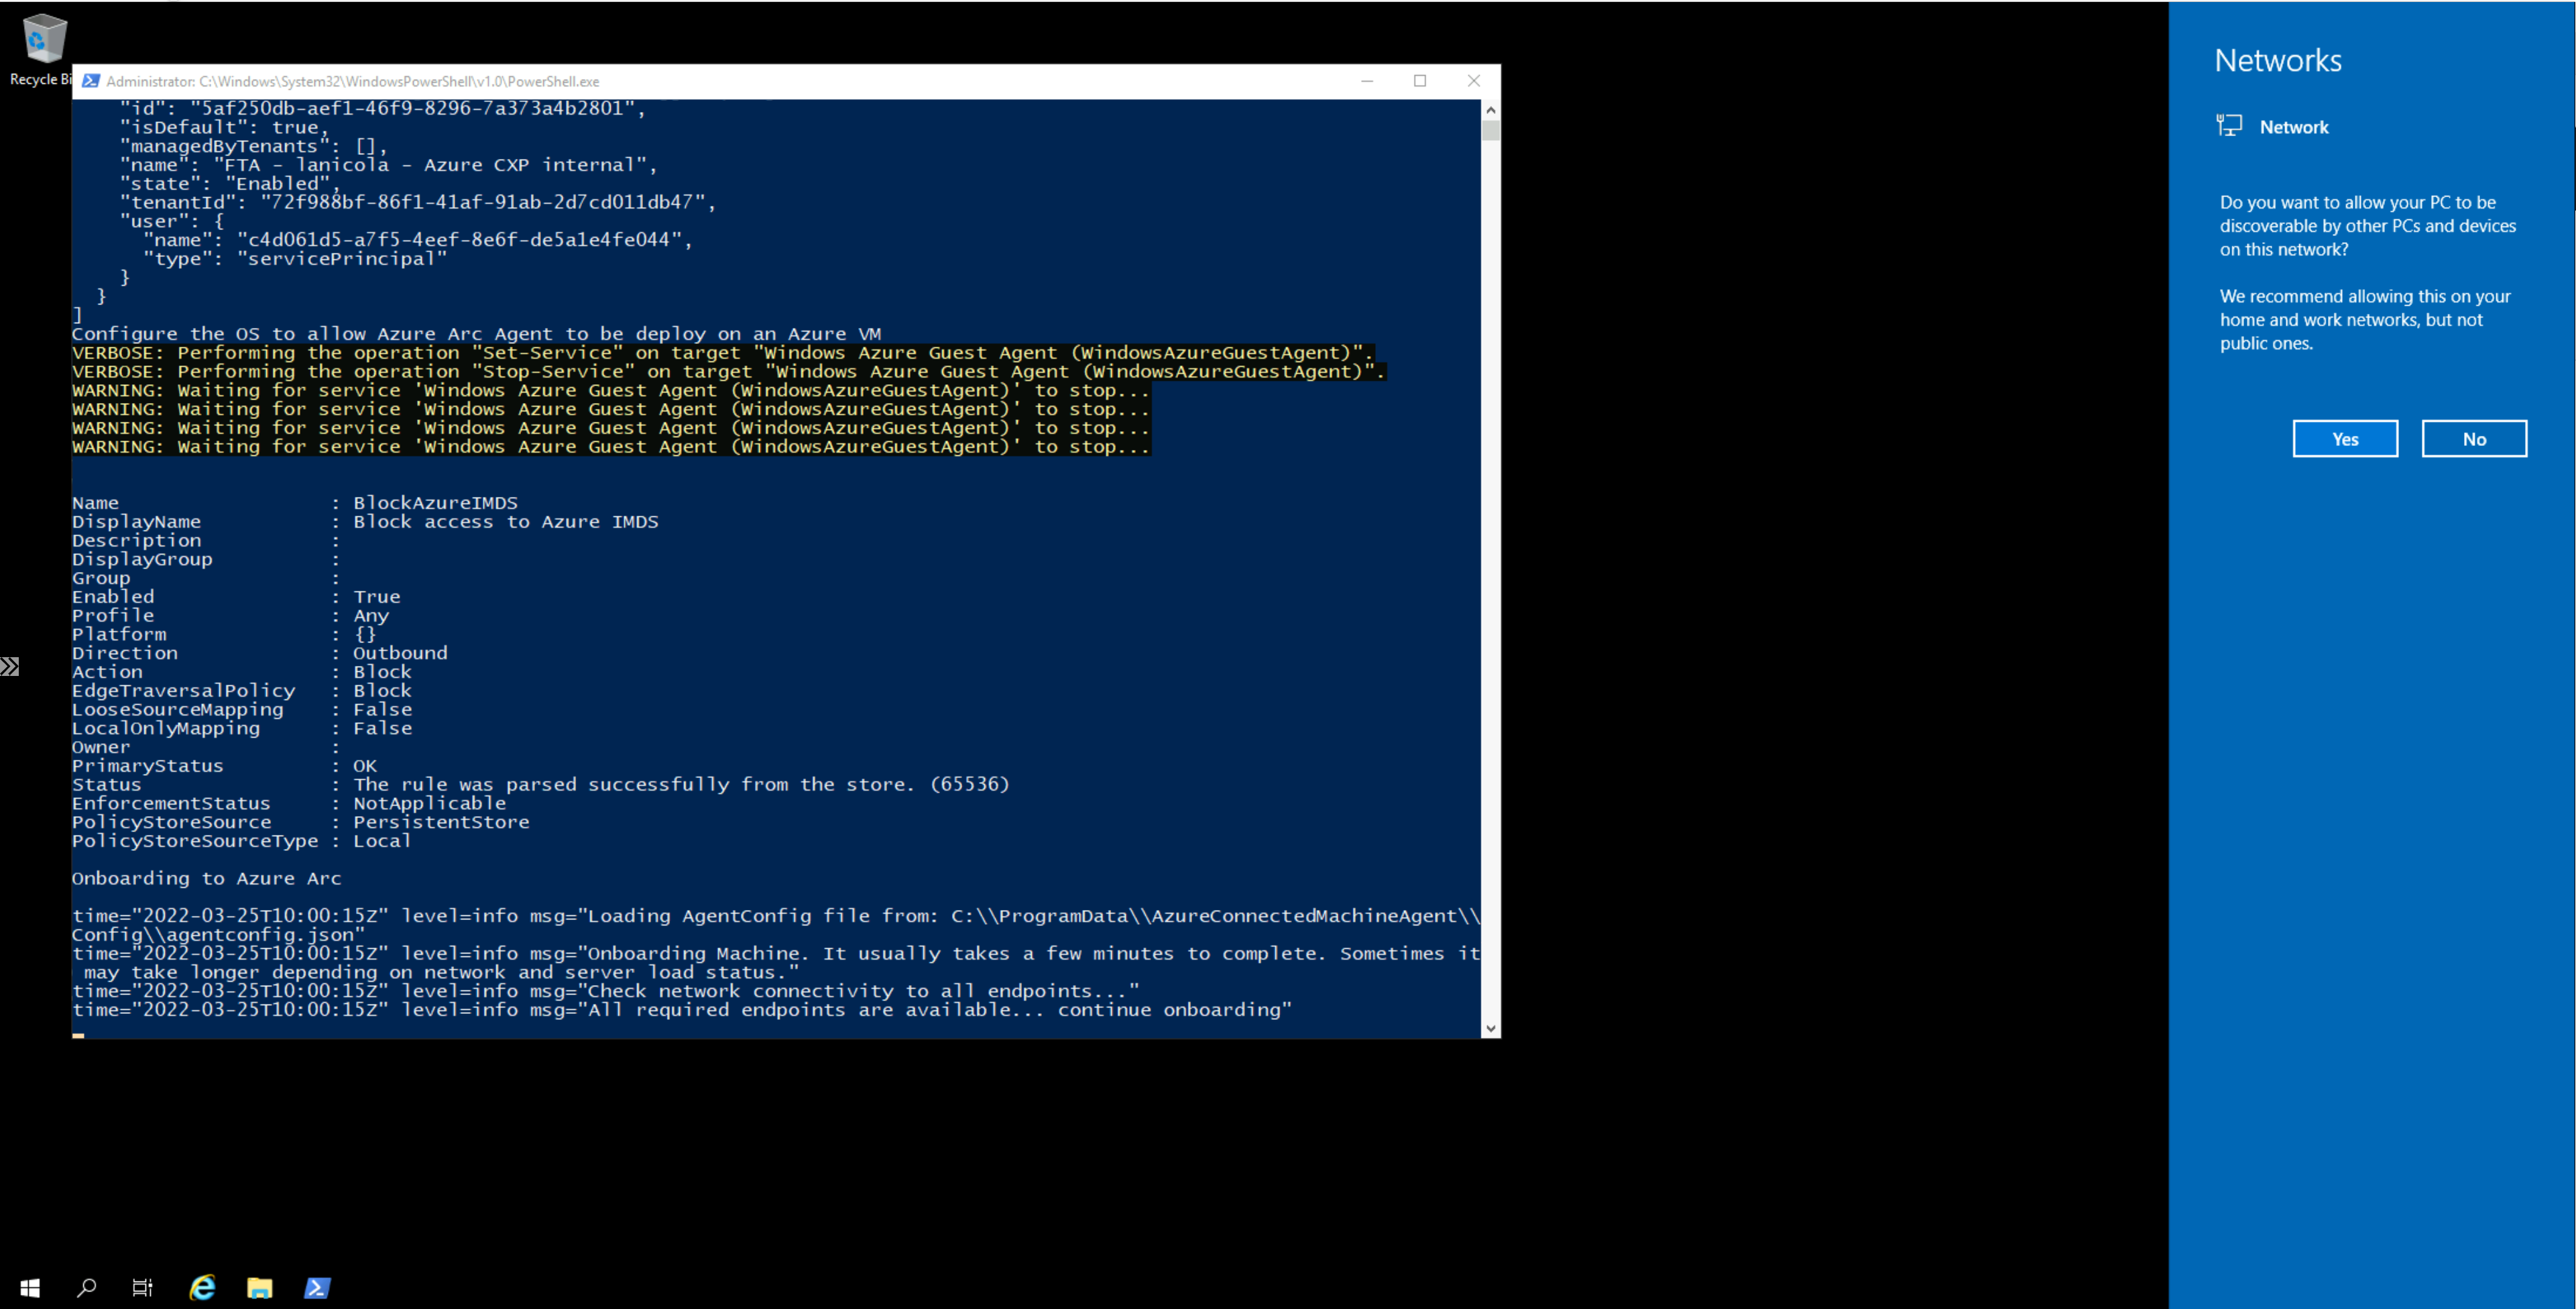 Recycle Bi
Administrator: C:\Windows\System32\WindowsPowerShell\v1.0\PowerShell.exe
"id": "5af250db-aef1-46f9-8296-7a373a4b2801",
"isDefault": true,
"managedByTenants": [],
"name": "FTA - lanicola - Azure CXP internal",
"state": "Enabled",
"tenantId": "72f988bf-86f1-41af-91ab-2d7cd011db47",
"user": {
"name": "c4d061d5-a7f5-4eef-8e6f-de5a1e4fe044",
"type": "servicePrincipal"
}
}
]
Configure the OS to allow Azure Arc Agent to be deploy on an Azure VM
VERBOSE: Performing the operation "Set-Service" on target "Windows Azure Guest Agent (WindowsAzureGuestAgent)".
VERBOSE: Performing the operation "Stop-Service" on target "Windows Azure Guest Agent (WindowsAzureGuestAgent)".
WARNING: Waiting for service 'Windows Azure Guest Agent (WindowsAzureGuestAgent)' to stop...
WARNING: Waiting for service 'Windows Azure Guest Agent (WindowsAzureGuestAgent)' to stop...
WARNING: Waiting for service 'Windows Azure Guest Agent (WindowsAzureGuestAgent)' to stop...
WARNING: Waiting for service 'Windows Azure Guest Agent (WindowsAzureGuestAgent)' to stop...
Name : BlockAzureIMDS
DisplayName : Block access to Azure IMDS
Description :
DisplayGroup :
Group :
Enabled : True
Profile : Any
Platform : {}
Direction : Outbound
Action : Block
EdgeTraversalPolicy : Block
LooseSourceMapping : False
LocalOnlyMapping : False
Owner :
PrimaryStatus : OK
Status : The rule was parsed successfully from the store. (65536)
EnforcementStatus : NotApplicable
PolicyStoreSource : PersistentStore
PolicyStoreSourceType : Local
Onboarding to Azure Arc
time="2022-03-25T10:00:15Z" level=info msg="Loading AgentConfig file from: C:\\ProgramData\\AzureConnectedMachineAgent\\
Config\\agentconfig.json"
time="2022-03-25T10:00:15Z" level=info msg="Onboarding Machine. It usually takes a few minutes to complete. Sometimes it
may take longer depending on network and server load status."
time="2022-03-25T10:00:15Z" level=info msg="Check network connectivity to all endpoints..."
time="2022-03-25T10:00:15Z" level=info msg="All required endpoints are available... continue onboarding"
Networks
Network
Do you want to allow your PC to be
discoverable by other PCs and devices
on this network?
We recommend allowing this on your
home and work networks, but not
public ones.
Yes
No